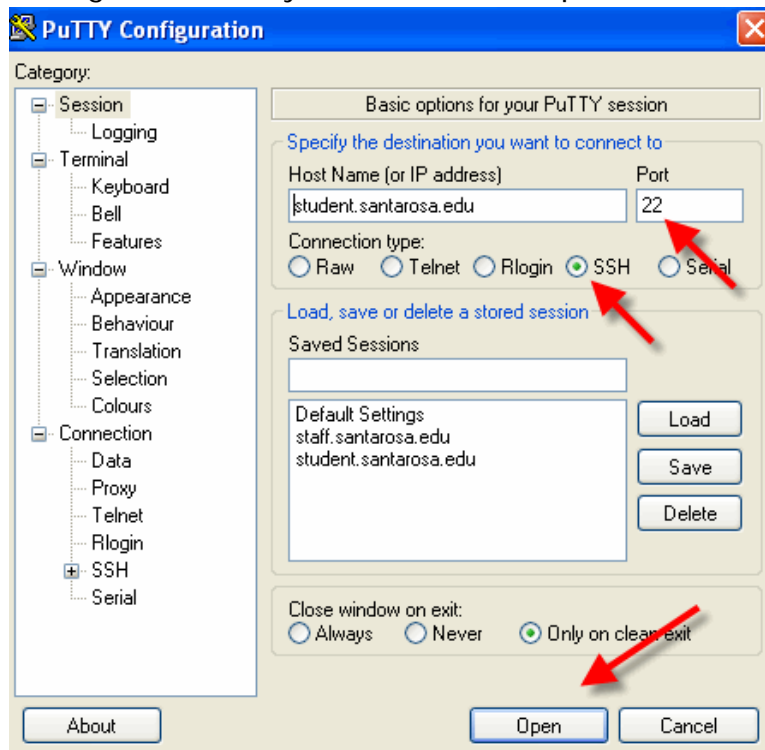 PuTTY Configuration
Category:
Session
Logging
Terminal
Keyboard
Bell
Features
Window
Appearance
Behaviour
Translation
Selection
Colours
Connection
Data
Proxy
Telnet
Rlogin
SSH
Serial
Basic options for your PuTTY session
Specify the destination you want to connect to
Host Name (or IP address) Port
student.santarosa.edu 22
Connection type:
Raw Telnet Rlogin SSH Serial
Load, save or delete a stored session
Saved Sessions
Default Settings
staff.santarosa.edu
student.santarosa.edu
Load
Save
Delete
Close window on exit:
Always Never Only on clean exit
About Open Cancel